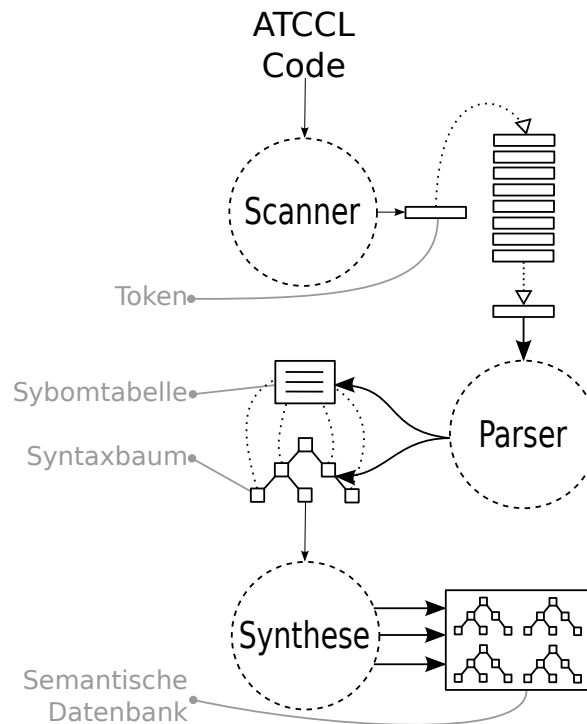 ATCCL
Code
Scanner
Token
Sybomtabelle
Parser
Syntaxbaum
Synthese
Semantische
Datenbank